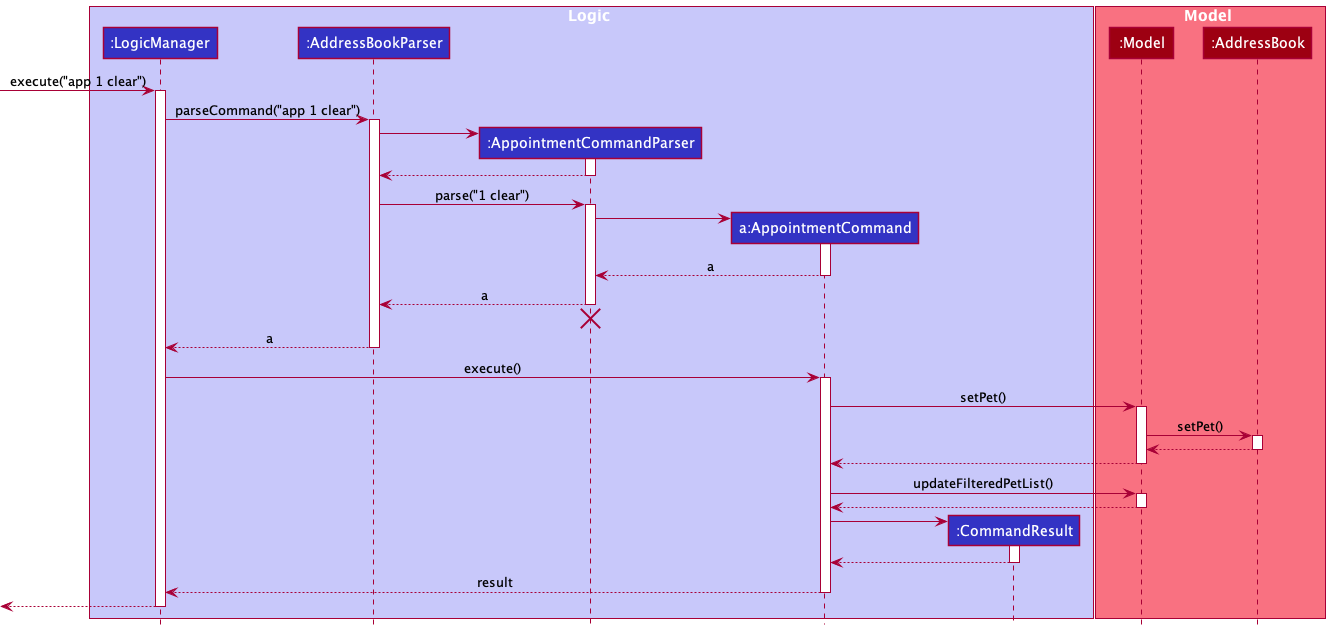 Logic
Model
:LogicManager
:AddressBookParser
:Model
:AddressBook
execute("app 1 clear")
parseCommand("app 1 clear")
:AppointmentCommandParser
parse("1 clear")
a:AppointmentCommand
a
a
a
execute()
setPet()
setPet()
updateFilteredPetList()
:CommandResult
result